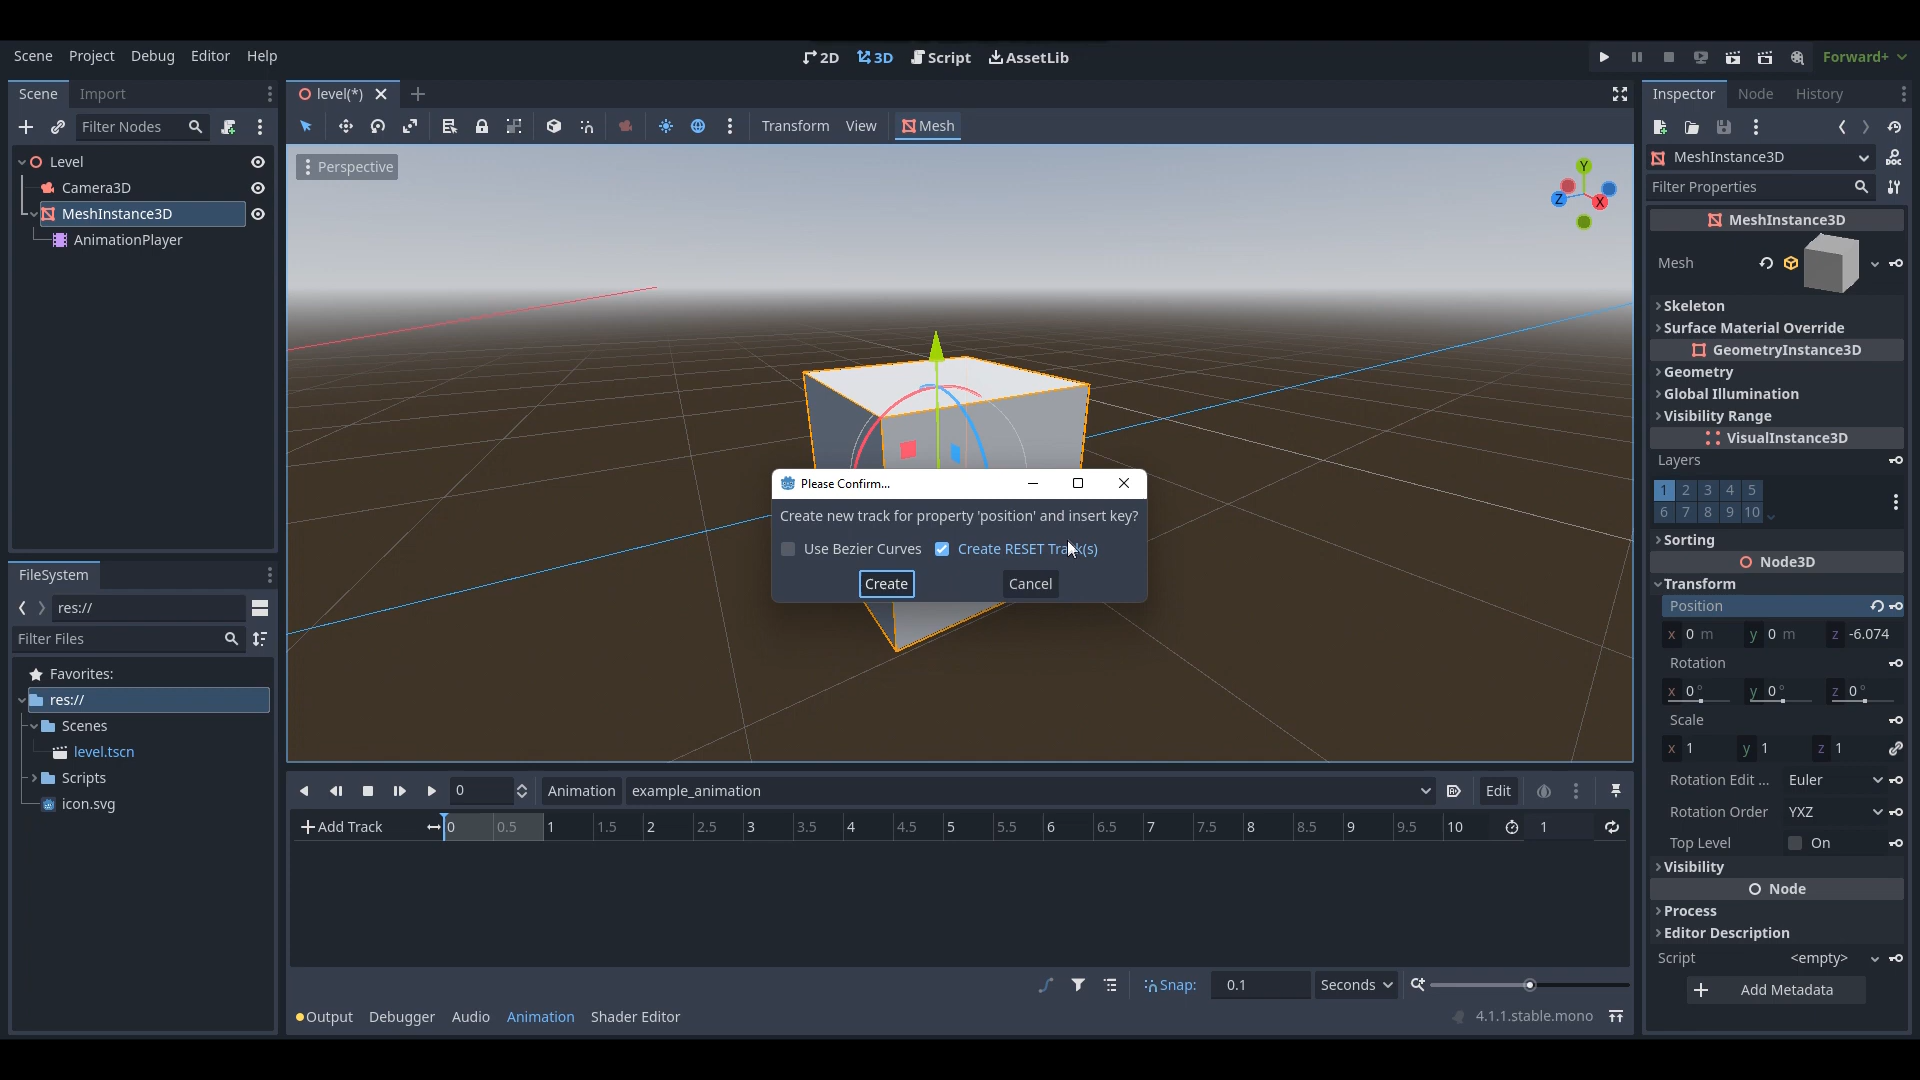 Scene Project Debug Editor Help
2D 3D Script AssetLib
Forward+
Scene Import
Filter Nodes
Level
Camera3D
MeshInstance3D
AnimationPlayer
FileSystem
res://
Filter Files
Favorites:
res://
Scenes
level.tscn
Scripts
icon.svg
level(*)
Transform View Mesh
Perspective
Y
Z X
Please Confirm...
Create new track for property 'position' and insert key?
Use Bezier Curves Create RESET Track(s)
Create Cancel
0 Animation example_animation Edit
Add Track 0 0.5 1 1.5 2 2.5 3 3.5 4 4.5 5 5.5 6 6.5 7 7.5 8 8.5 9 9.5 10 1
Snap: 0.1 Seconds
Output Debugger Audio Animation Shader Editor 4.1.1.stable.mono
Inspector Node History
MeshInstance3D
DOC
Filter Properties
MeshInstance3D
Mesh
Skeleton
Surface Material Override
GeometryInstance3D
Geometry
Global Illumination
Visibility Range
VisualInstance3D
Layers
1 2 3 4 5
6 7 8 9 10
Sorting
Node3D
Transform
Position
x 0 m y 0 m z -6.074
Rotation
x 0 ° y 0 ° z 0 °
Scale
x 1 y 1 z 1
Rotation Edit ... Euler
Rotation Order YXZ
Top Level On
Visibility
Node
Process
Editor Description
Script <empty>
Add Metadata